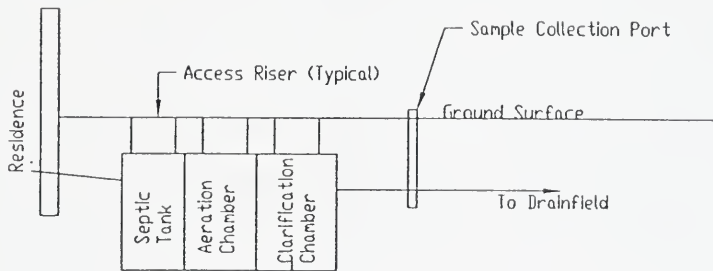 Sample Collection Port
Access Riser (Typical)
Ground Surface
Residence
Septic
Tank
Aeration
Chamber
Clarification
Chamber
To Drainfield